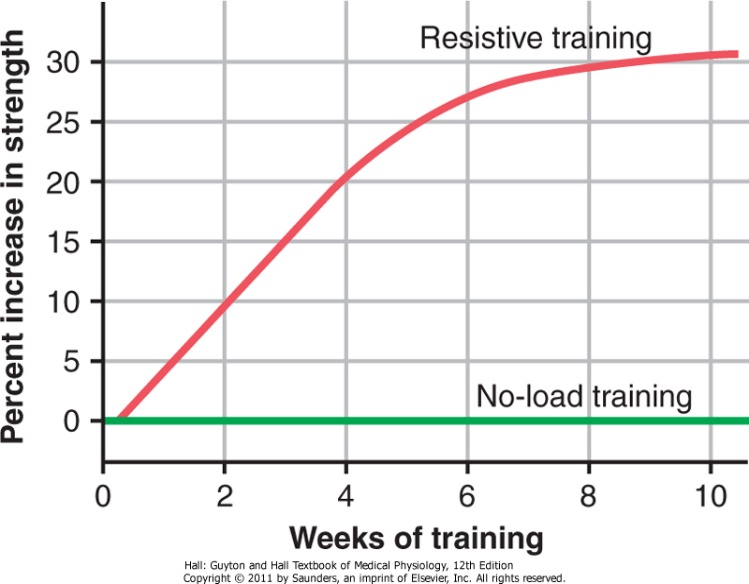 Percent increase in strength
30
25
20
15
10
5
0
Resistive training
No-load training
0 2 4 6 8 10
Weeks of training
Hall: Guyton and Hall Textbook of Medical Physiology, 12th Edition
Copyright © 2011 by Saunders, an imprint of Elsevier, Inc. All rights reserved.